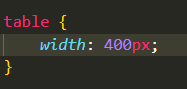 table {
    width: 400px;
}